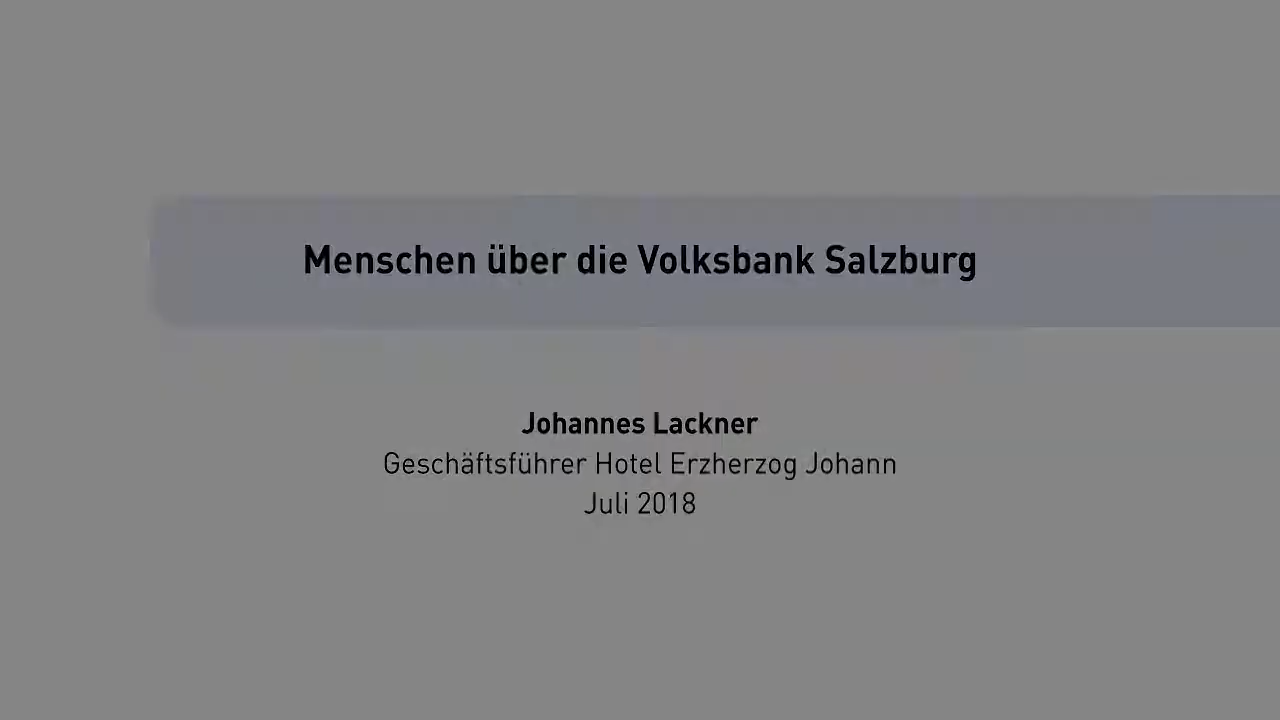 Menschen über die Volksbank Salzburg
Johannes Lackner
Geschäftsführer Hotel Erzherzog Johann
Juli 2018